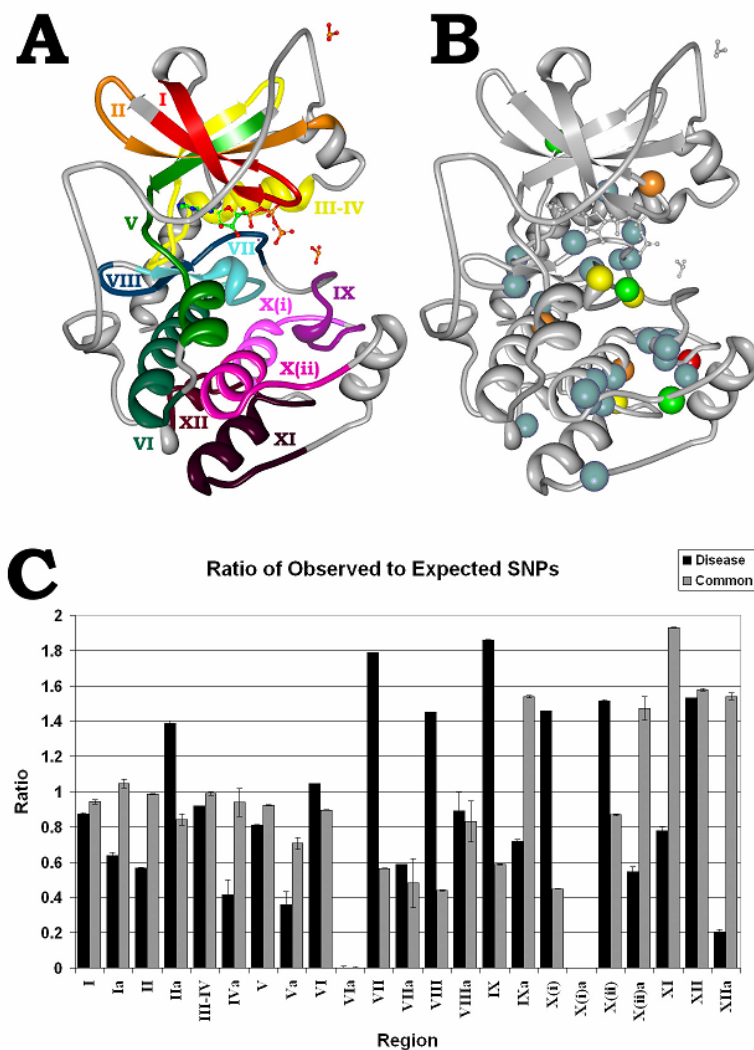 A
B
I
II
III-IV
V
VII
VIII
IX
X(i)
X(ii)
XII
VI
XI
C
Ratio of Observed to Expected SNPs
Disease
Common
2
1.8
1.6
1.4
1.2
1
0.8
0.6
0.4
0.2
0
Ratio
I Ia II IIa III-IV IVa V Va VI VIa VII VIIa VIII VIIIa IX IXa X(i) X(i)a X(ii) X(ii)a XI XII XIIa
Region